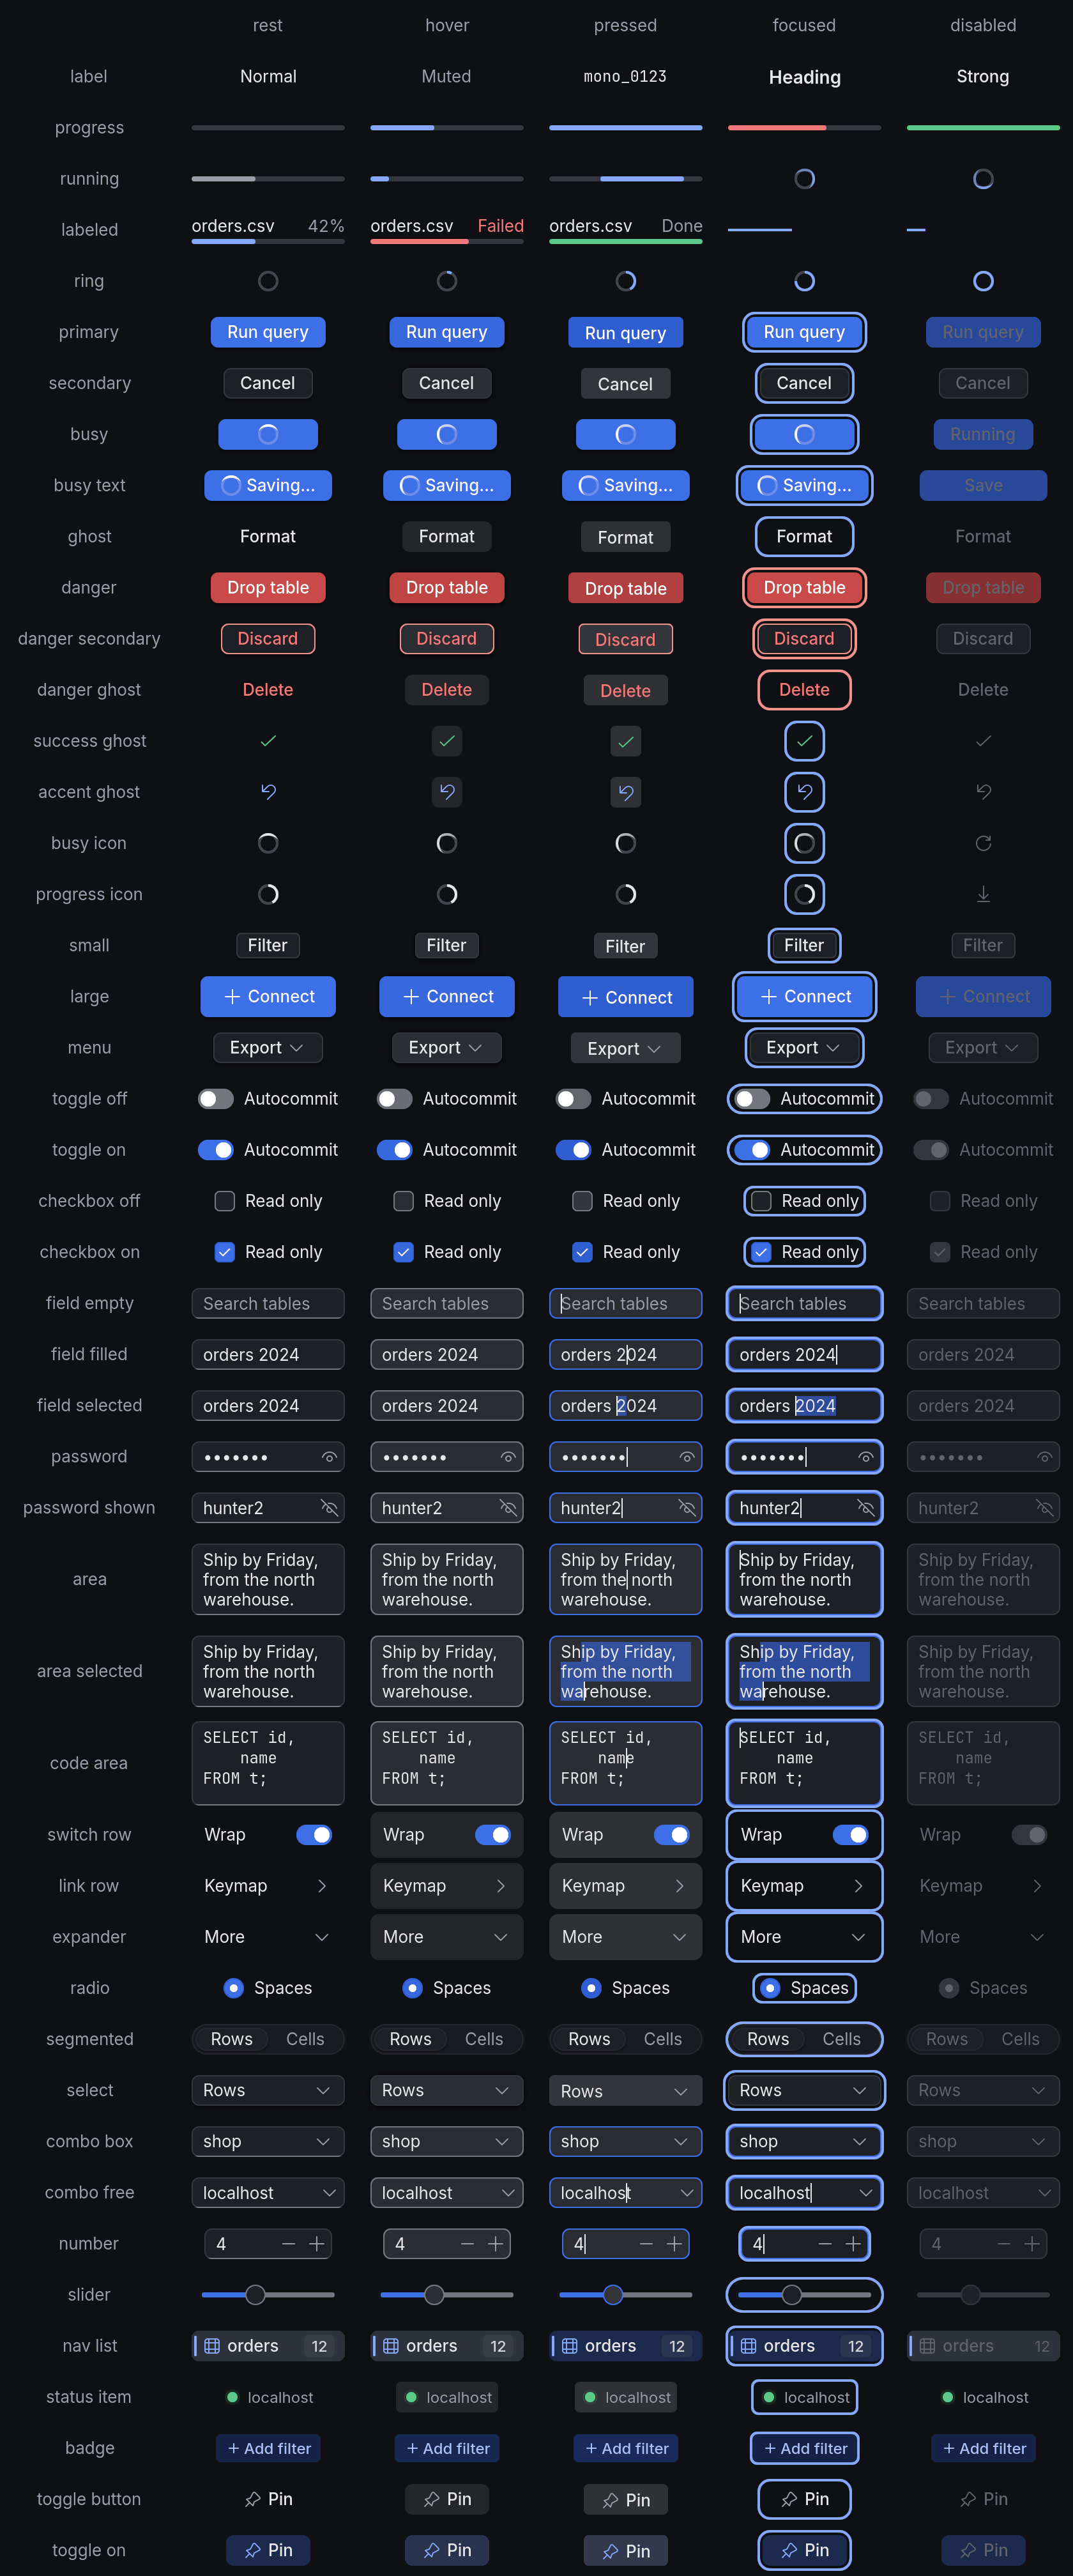 rest hover pressed focused disabled
label Normal Muted mono_0123 Heading Strong
progress
running
labeled orders.csv 42% orders.csv Failed orders.csv Done
ring
primary Run query Run query Run query Run query Run query
secondary Cancel Cancel Cancel Cancel Cancel
busy Running
busy text Saving... Saving... Saving... Saving... Save
ghost Format Format Format Format Format
danger Drop table Drop table Drop table Drop table Drop table
danger secondary Discard Discard Discard Discard Discard
danger ghost Delete Delete Delete Delete Delete
success ghost
accent ghost
busy icon
progress icon
small Filter Filter Filter Filter Filter
large + Connect + Connect + Connect + Connect + Connect
menu Export Export Export Export Export
toggle off Autocommit Autocommit Autocommit Autocommit Autocommit
toggle on Autocommit Autocommit Autocommit Autocommit Autocommit
checkbox off Read only Read only Read only Read only Read only
checkbox on Read only Read only Read only Read only Read only
field empty Search tables Search tables Search tables Search tables Search tables
field filled orders 2024 orders 2024 orders 2024 orders 2024 orders 2024
field selected orders 2024 orders 2024 orders 2024 orders 2024 orders 2024
password ••••••• ••••••• ••••••• ••••••• •••••••
password shown hunter2 hunter2 hunter2 hunter2 hunter2
Ship by Friday, Ship by Friday, Ship by Friday, Ship by Friday, Ship by Friday,
area from the north from the north from the north from the north from the north
warehouse. warehouse. warehouse. warehouse. warehouse.
Ship by Friday, Ship by Friday, Ship by Friday, Ship by Friday, Ship by Friday,
area selected from the north from the north from the north from the north from the north
warehouse. warehouse. warehouse. warehouse. warehouse.
SELECT id, SELECT id, SELECT id, SELECT id, SELECT id,
code area name name name name name
FROM t; FROM t; FROM t; FROM t; FROM t;
switch row Wrap Wrap Wrap Wrap Wrap
link row Keymap Keymap Keymap Keymap Keymap
expander More More More More More
radio Spaces Spaces Spaces Spaces Spaces
segmented Rows Cells Rows Cells Rows Cells Rows Cells Rows Cells
select Rows Rows Rows Rows Rows
combo box shop shop shop shop shop
combo free localhost localhost localhost localhost localhost
number 4 − + 4 − + 4 − + 4 − + 4 − +
slider
nav list orders 12 orders 12 orders 12 orders 12 orders 12
status item localhost localhost localhost localhost localhost
badge + Add filter + Add filter + Add filter + Add filter + Add filter
toggle button Pin Pin Pin Pin Pin
toggle on Pin Pin Pin Pin Pin